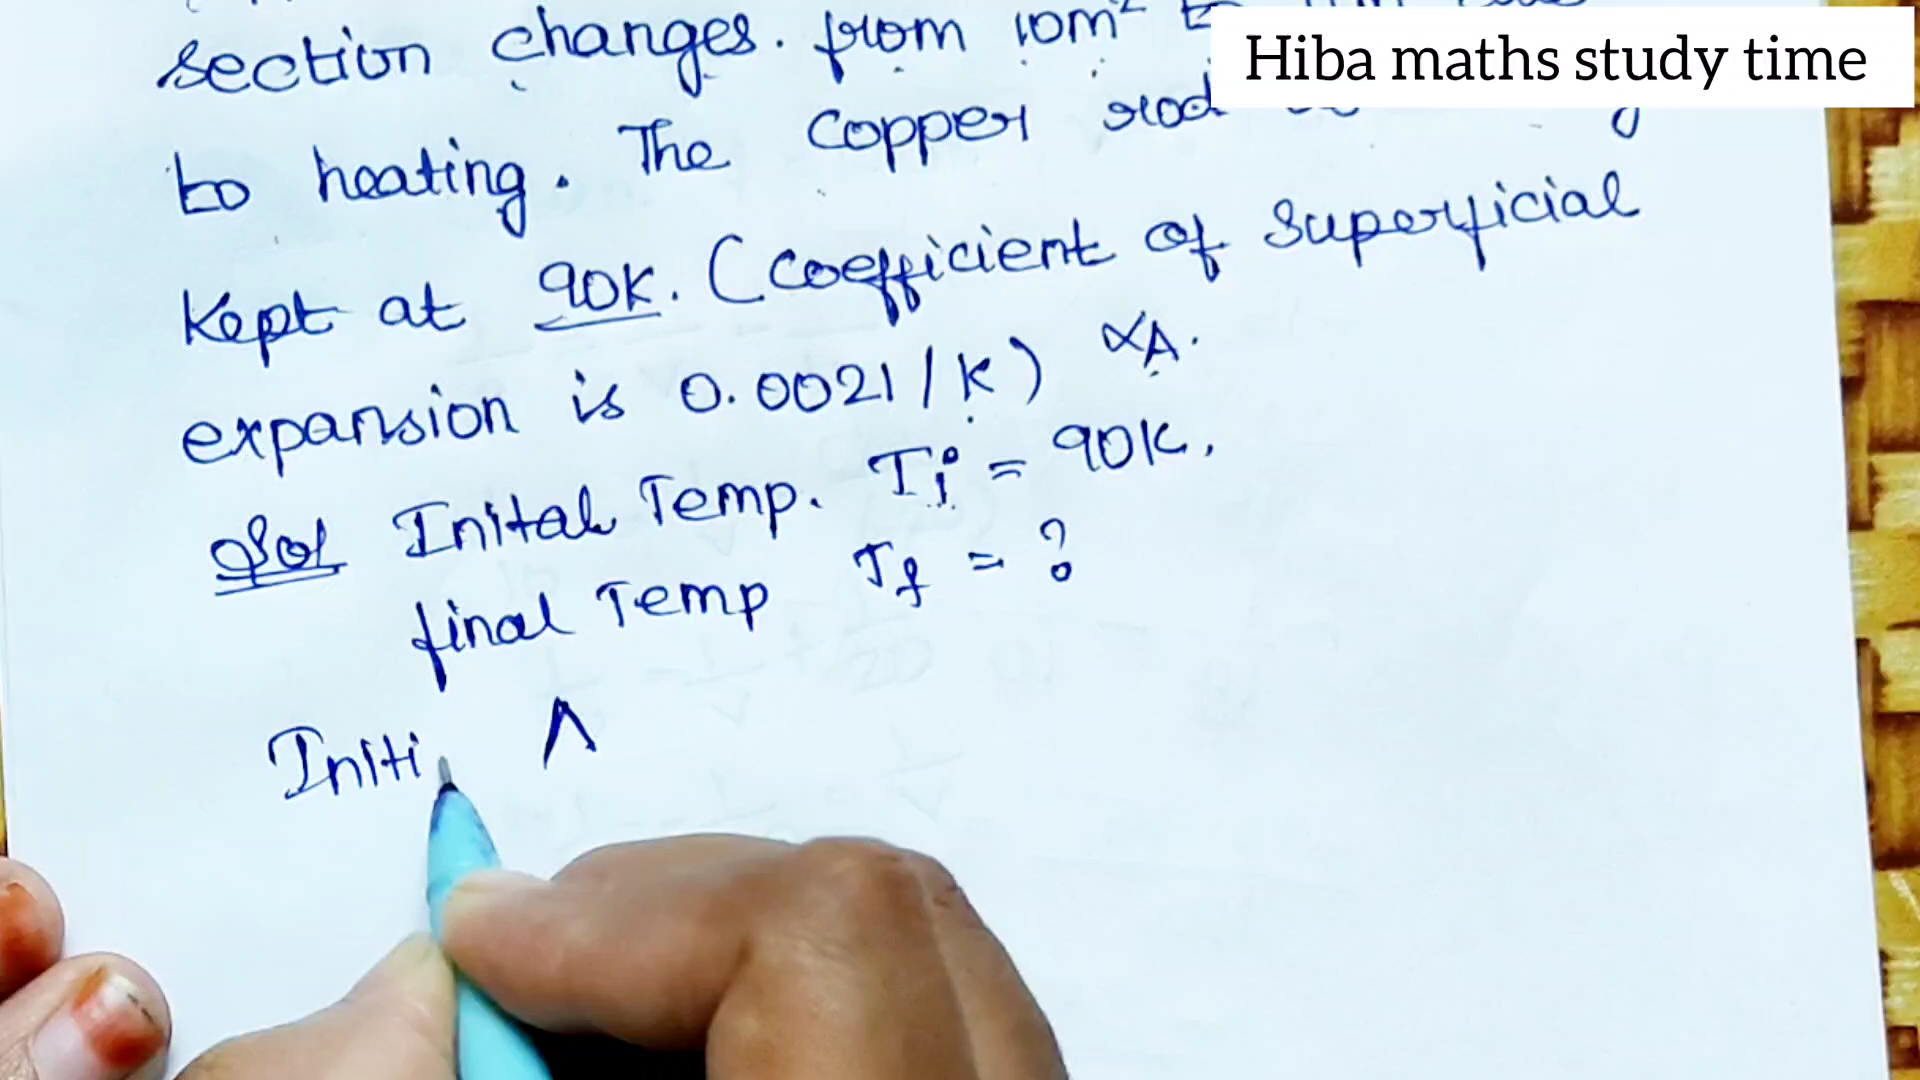 section changes. from 10m²
Hiba maths study time
to heating. The copper rod
kept at 90K. (coefficient of superficial
expansion is 0.0021/K) αA.
Sol Inital Temp. Ti = 90K.
final Temp Tf = ?
Initi A